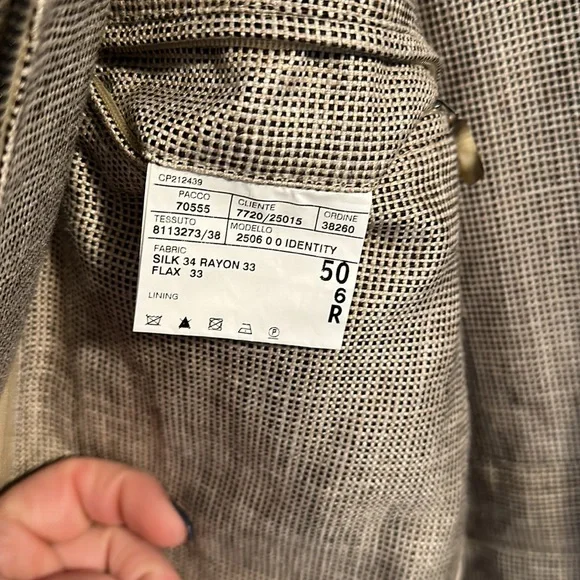 CP212439
PACCO
70555
CLIENTE
7720/25015
ORDINE
38260
TESSUTO
8113273/38
MODELLO
2506 0 0 IDENTITY
FABRIC
SILK 34 RAYON 33
FLAX 33
50
6
R
LINING
P